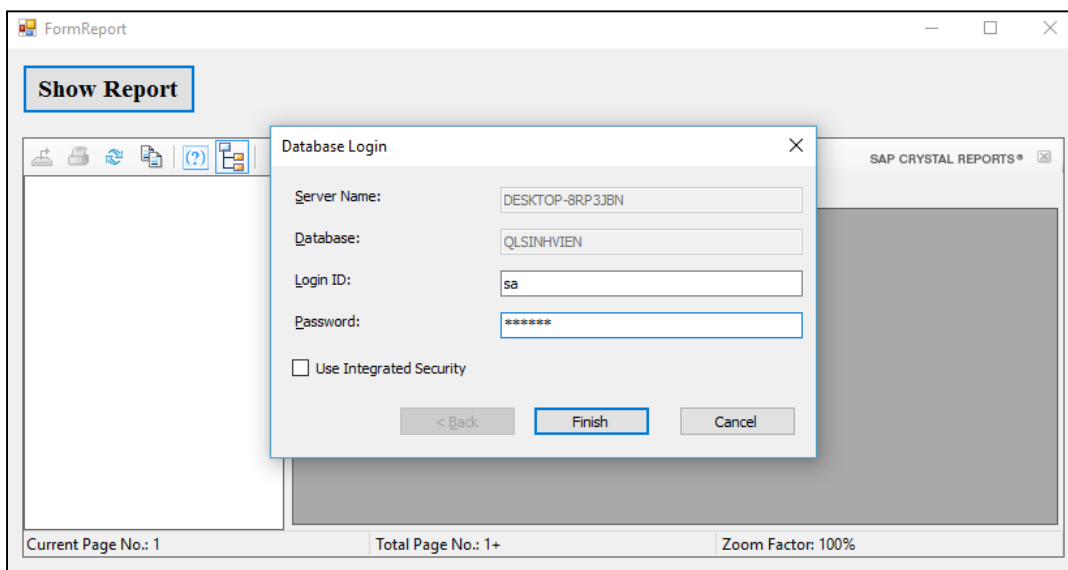 FormReport
Show Report
SAP CRYSTAL REPORTS®
Database Login
Server Name: DESKTOP-8RP3JBN
Database: QLSINHVIEN
Login ID: sa
Password: ******
Use Integrated Security
< Back Finish Cancel
Current Page No.: 1 Total Page No.: 1+ Zoom Factor: 100%